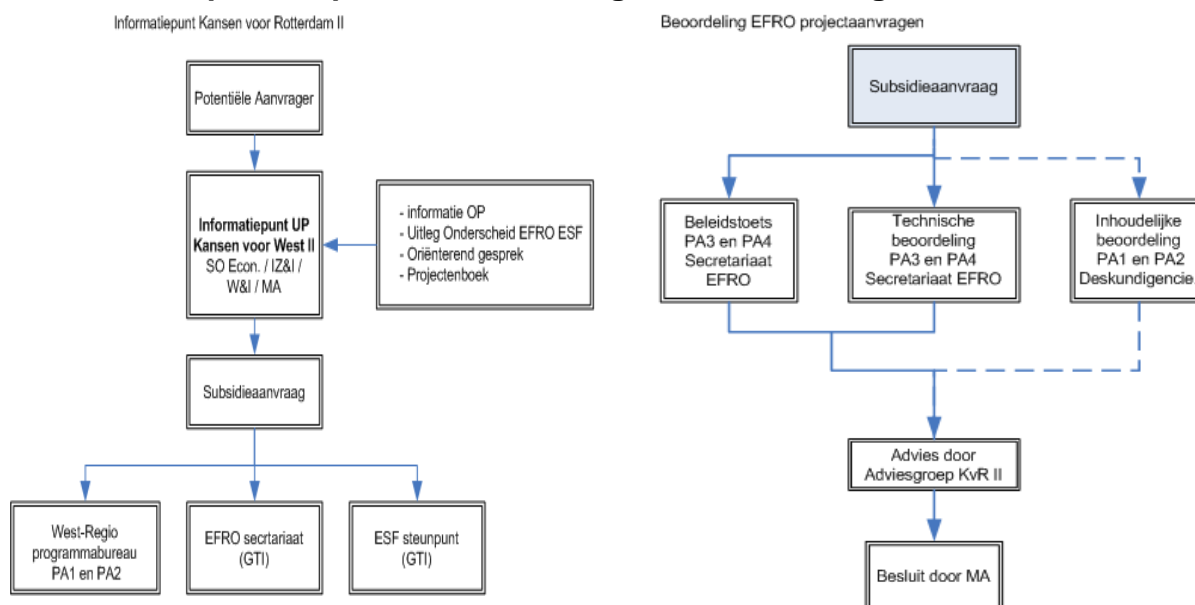 Informatiepunt Kansen voor Rotterdam II
Potentiële Aanvrager
Informatiepunt UP
Kansen voor West II
SO Econ. / IZ&I /
W&I / MA
- informatie OP
- Uitleg Onderscheid EFRO ESF
- Oriënterend gesprek
- Projectenboek
Subsidieaanvraag
West-Regio
programmabureau
PA1 en PA2
EFRO secrtariaat
(GTI)
ESF steunpunt
(GTI)
Beoordeling EFRO projectaanvragen
Subsidieaanvraag
Beleidstoets
PA3 en PA4
Secretariaat
EFRO
Technische
beoordeling
PA3 en PA4
Secretariaat EFRO
Inhoudelijke
beoordeling
PA1 en PA2
Deskundigencie.
Advies door
Adviesgroep KvR II
Besluit door MA